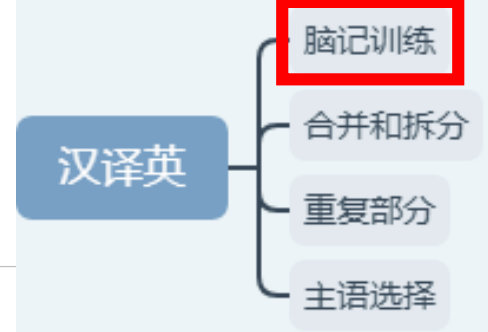 汉译英
脑记训练
合并和拆分
重复部分
主语选择